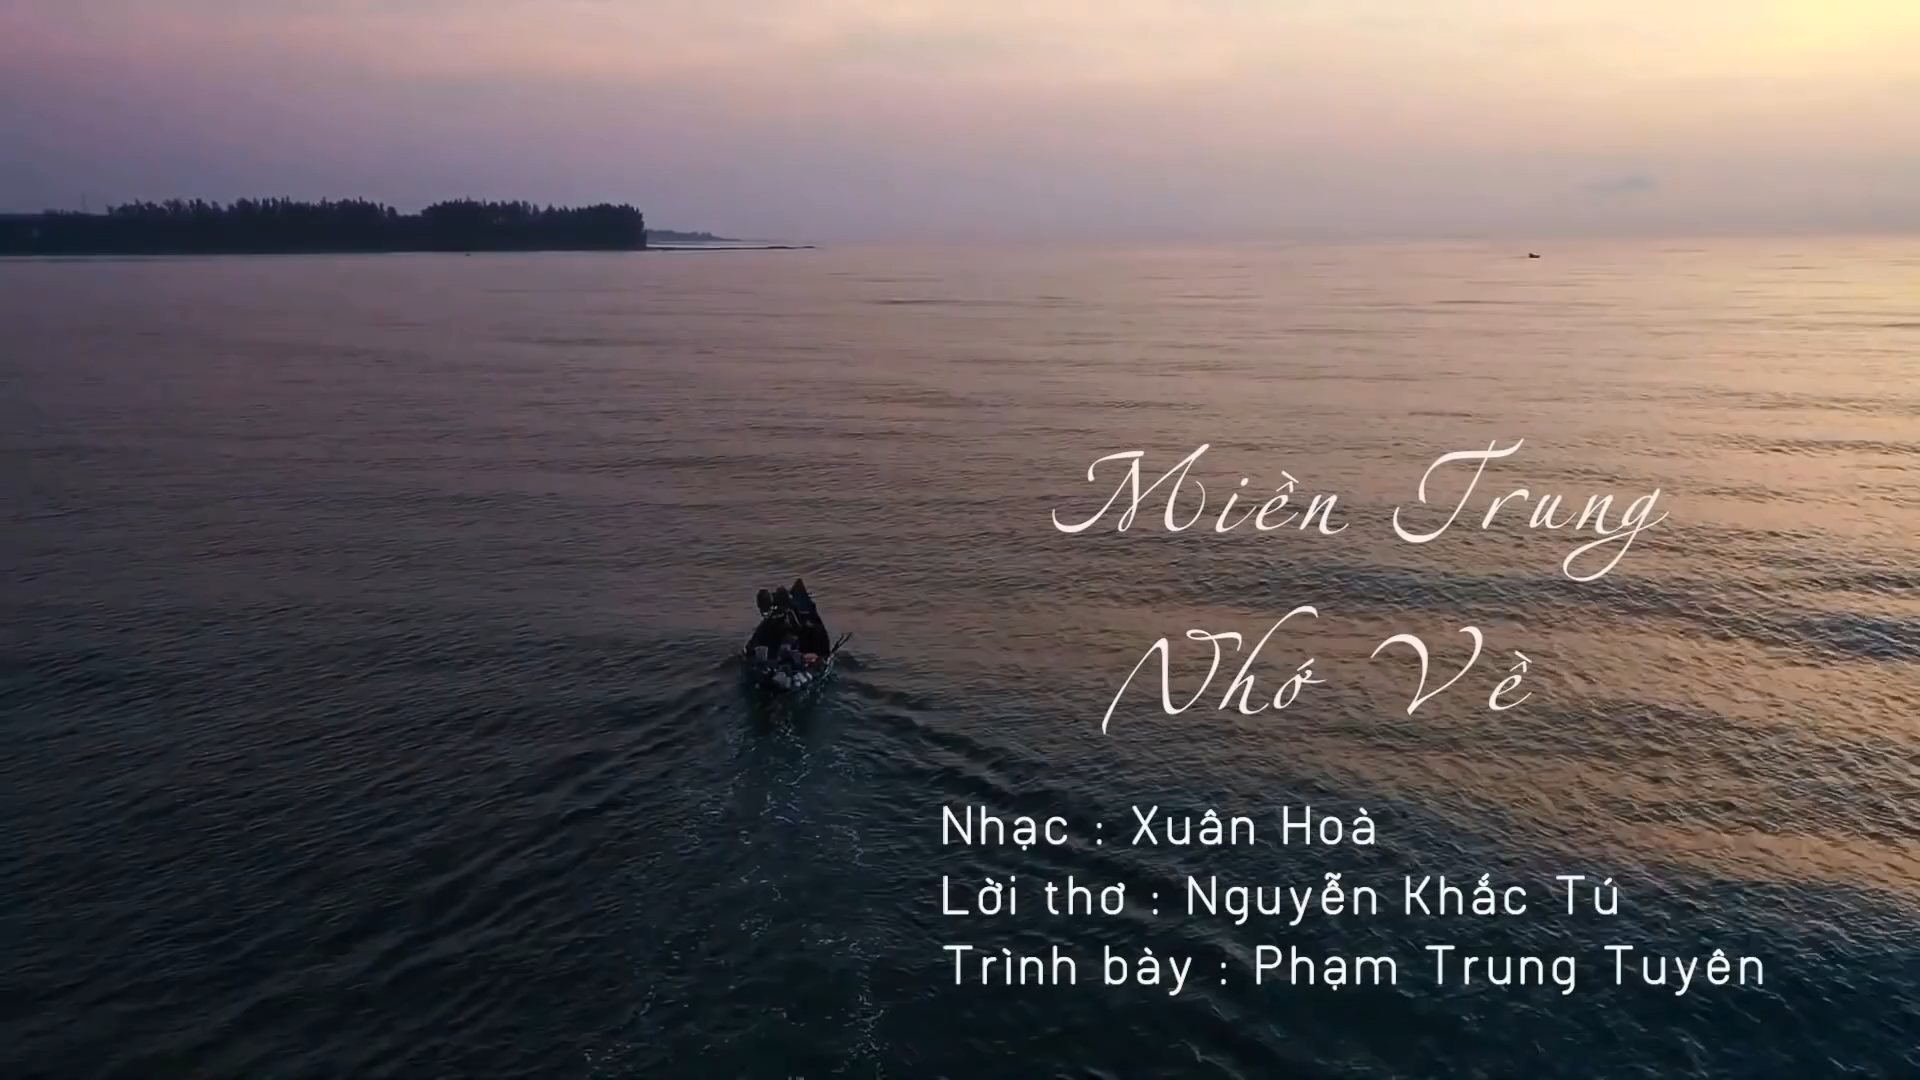 Miền Trung
Nhớ Về
Nhạc : Xuân Hoà
Lời thơ : Nguyễn Khắc Tú
Trình bày : Phạm Trung Tuyên